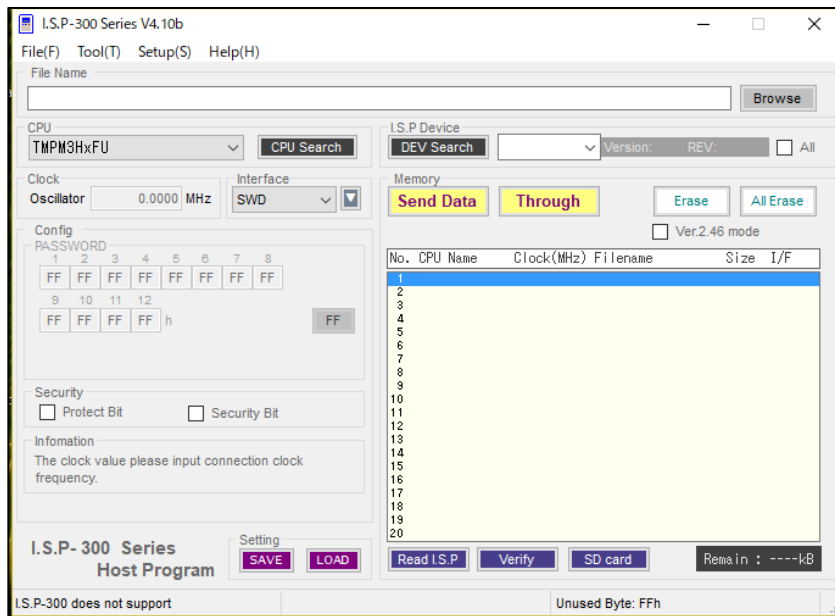 I.S.P-300 Series V4.10b
File(F) Tool(T) Setup(S) Help(H)
File Name
Browse
CPU
TMPM3HxFU
CPU Search
I.S.P Device
DEV Search
Version: REV:
All
Clock
Oscillator 0.0000 MHz
Interface
SWD
Memory
Send Data
Through
Erase
All Erase
Ver.2.46 mode
Config
PASSWORD
1 2 3 4 5 6 7 8
FF FF FF FF FF FF FF FF
9 10 11 12
FF FF FF FF h
FF
Security
Protect Bit
Security Bit
Infomation
The clock value please input connection clock
frequency.
No. CPU Name Clock(MHz) Filename Size I/F
1
2
3
4
5
6
7
8
9
10
11
12
13
14
15
16
17
18
19
20
I.S.P- 300 Series
Host Program
Setting
SAVE
LOAD
Read I.S.P
Verify
SD card
Remain : ----kB
I.S.P-300 does not support
Unused Byte: FFh